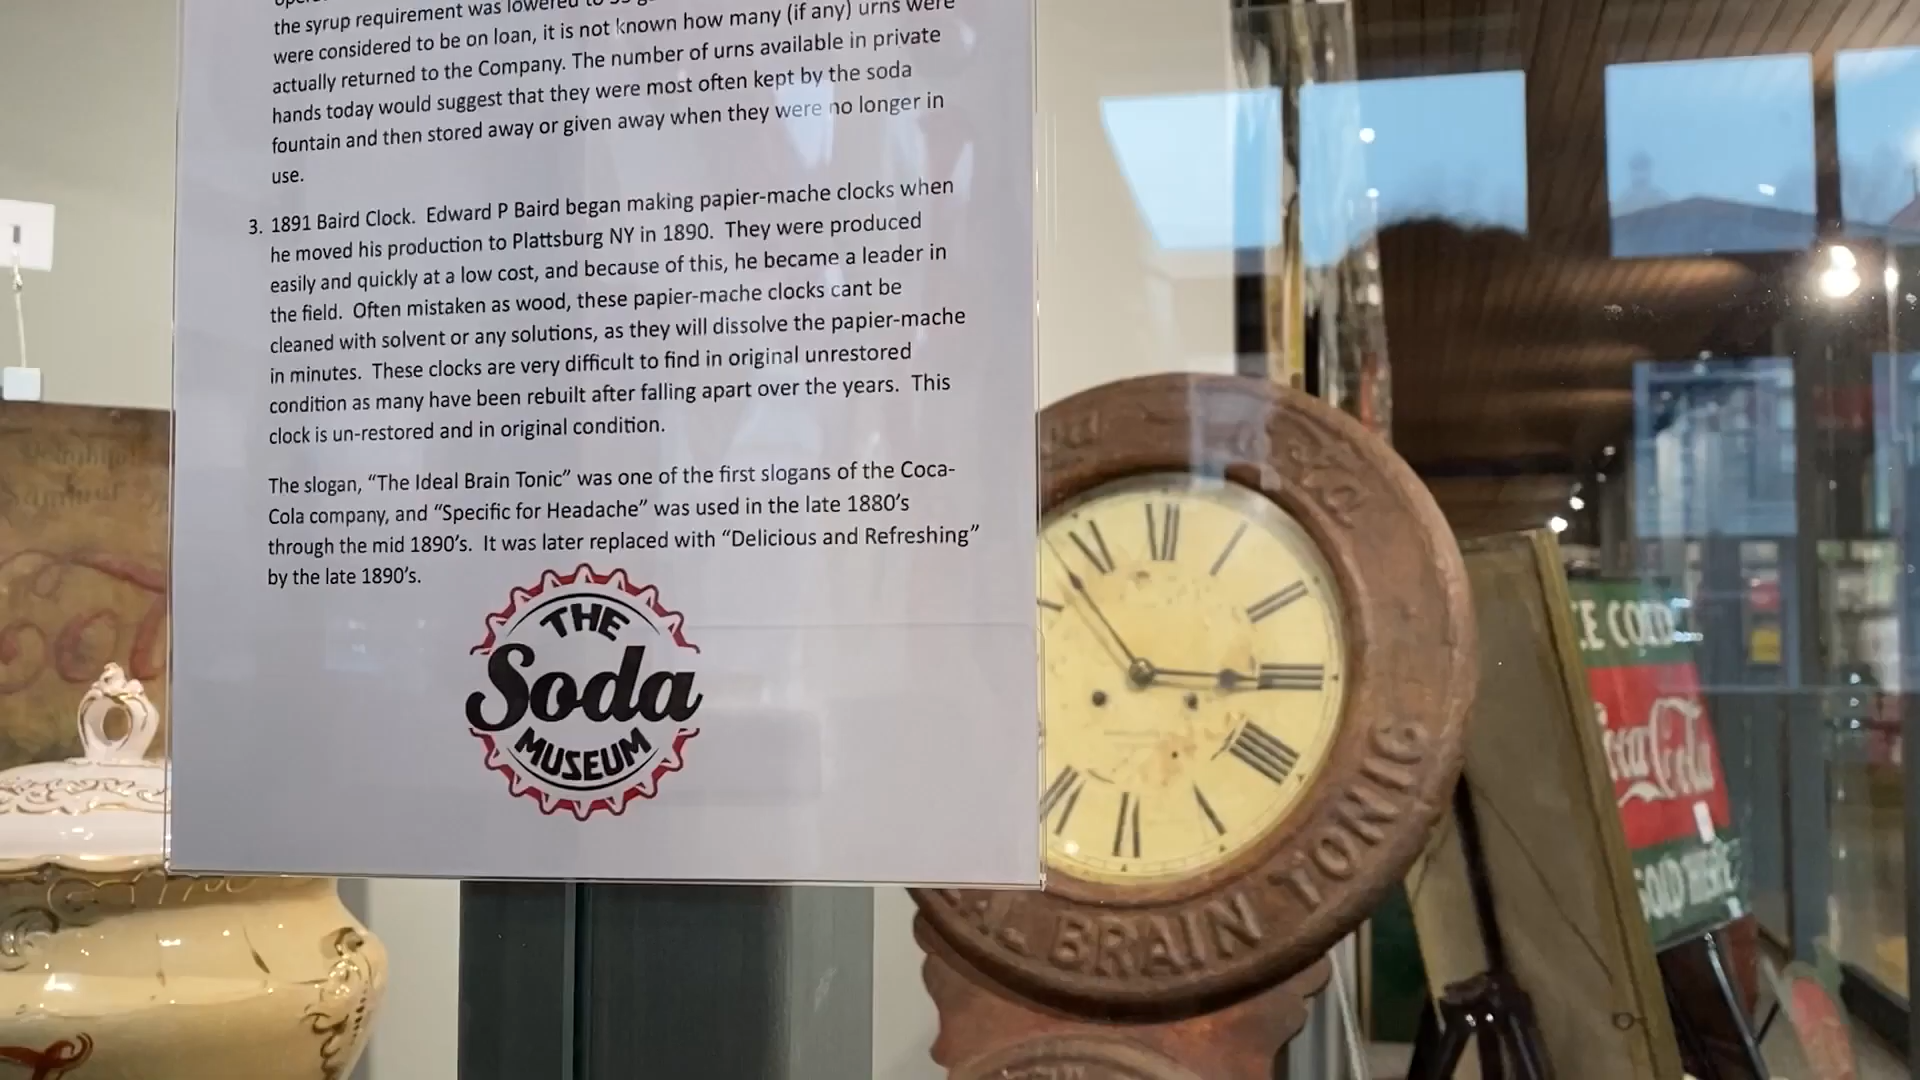 the syrup requirement was lowered to
were considered to be on loan, it is not known how many (if any) urns were
actually returned to the Company. The number of urns available in private
hands today would suggest that they were most often kept by the soda
fountain and then stored away or given away when they were no longer in
use.
3. 1891 Baird Clock. Edward P Baird began making papier-mache clocks when
he moved his production to Plattsburg NY in 1890. They were produced
easily and quickly at a low cost, and because of this, he became a leader in
the field. Often mistaken as wood, these papier-mache clocks cant be
cleaned with solvent or any solutions, as they will dissolve the papier-mache
in minutes. These clocks are very difficult to find in original unrestored
condition as many have been rebuilt after falling apart over the years. This
clock is un-restored and in original condition.
The slogan, “The Ideal Brain Tonic” was one of the first slogans of the Coca-
Cola company, and “Specific for Headache” was used in the late 1880’s
through the mid 1890’s. It was later replaced with “Delicious and Refreshing”
by the late 1890’s.
THE
Soda
MUSEUM
XII
I
II
III
IIII
V
VI
VII
BRAIN TONIC
COLD
Cola